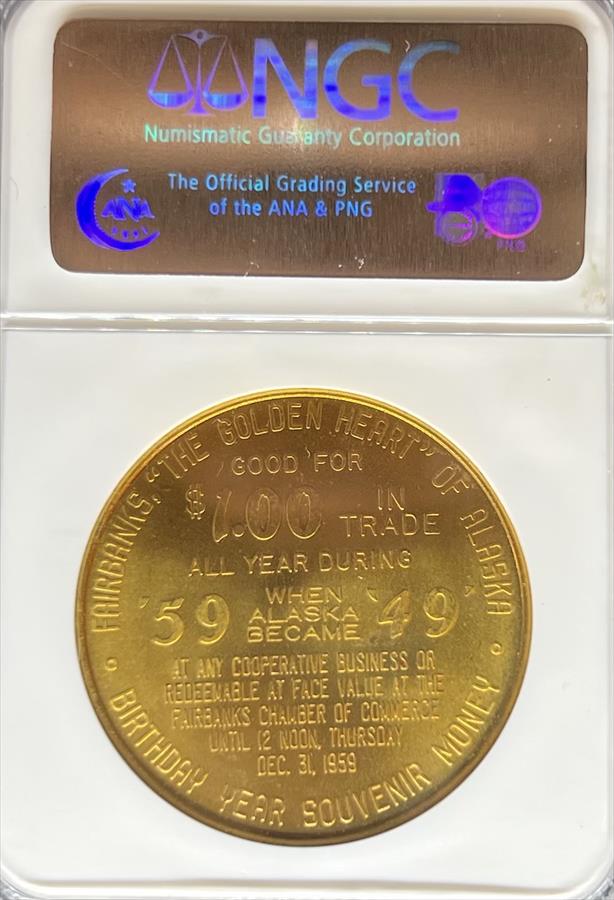 NGC
Numismatic Guaranty Corporation
The Official Grading Service
of the ANA & PNG
ANA
1891
PNG
FAIRBANKS, "THE GOLDEN HEART" OF ALASKA
GOOD FOR
$1.00 IN TRADE
ALL YEAR DURING
'59 WHEN ALASKA BECAME '49'
AT ANY COOPERATIVE BUSINESS OR
REDEEMABLE AT FACE VALUE AT THE
FAIRBANKS CHAMBER OF COMMERCE
UNTIL 12 NOON, THURSDAY
DEC. 31, 1959
BIRTHDAY YEAR SOUVENIR MONEY